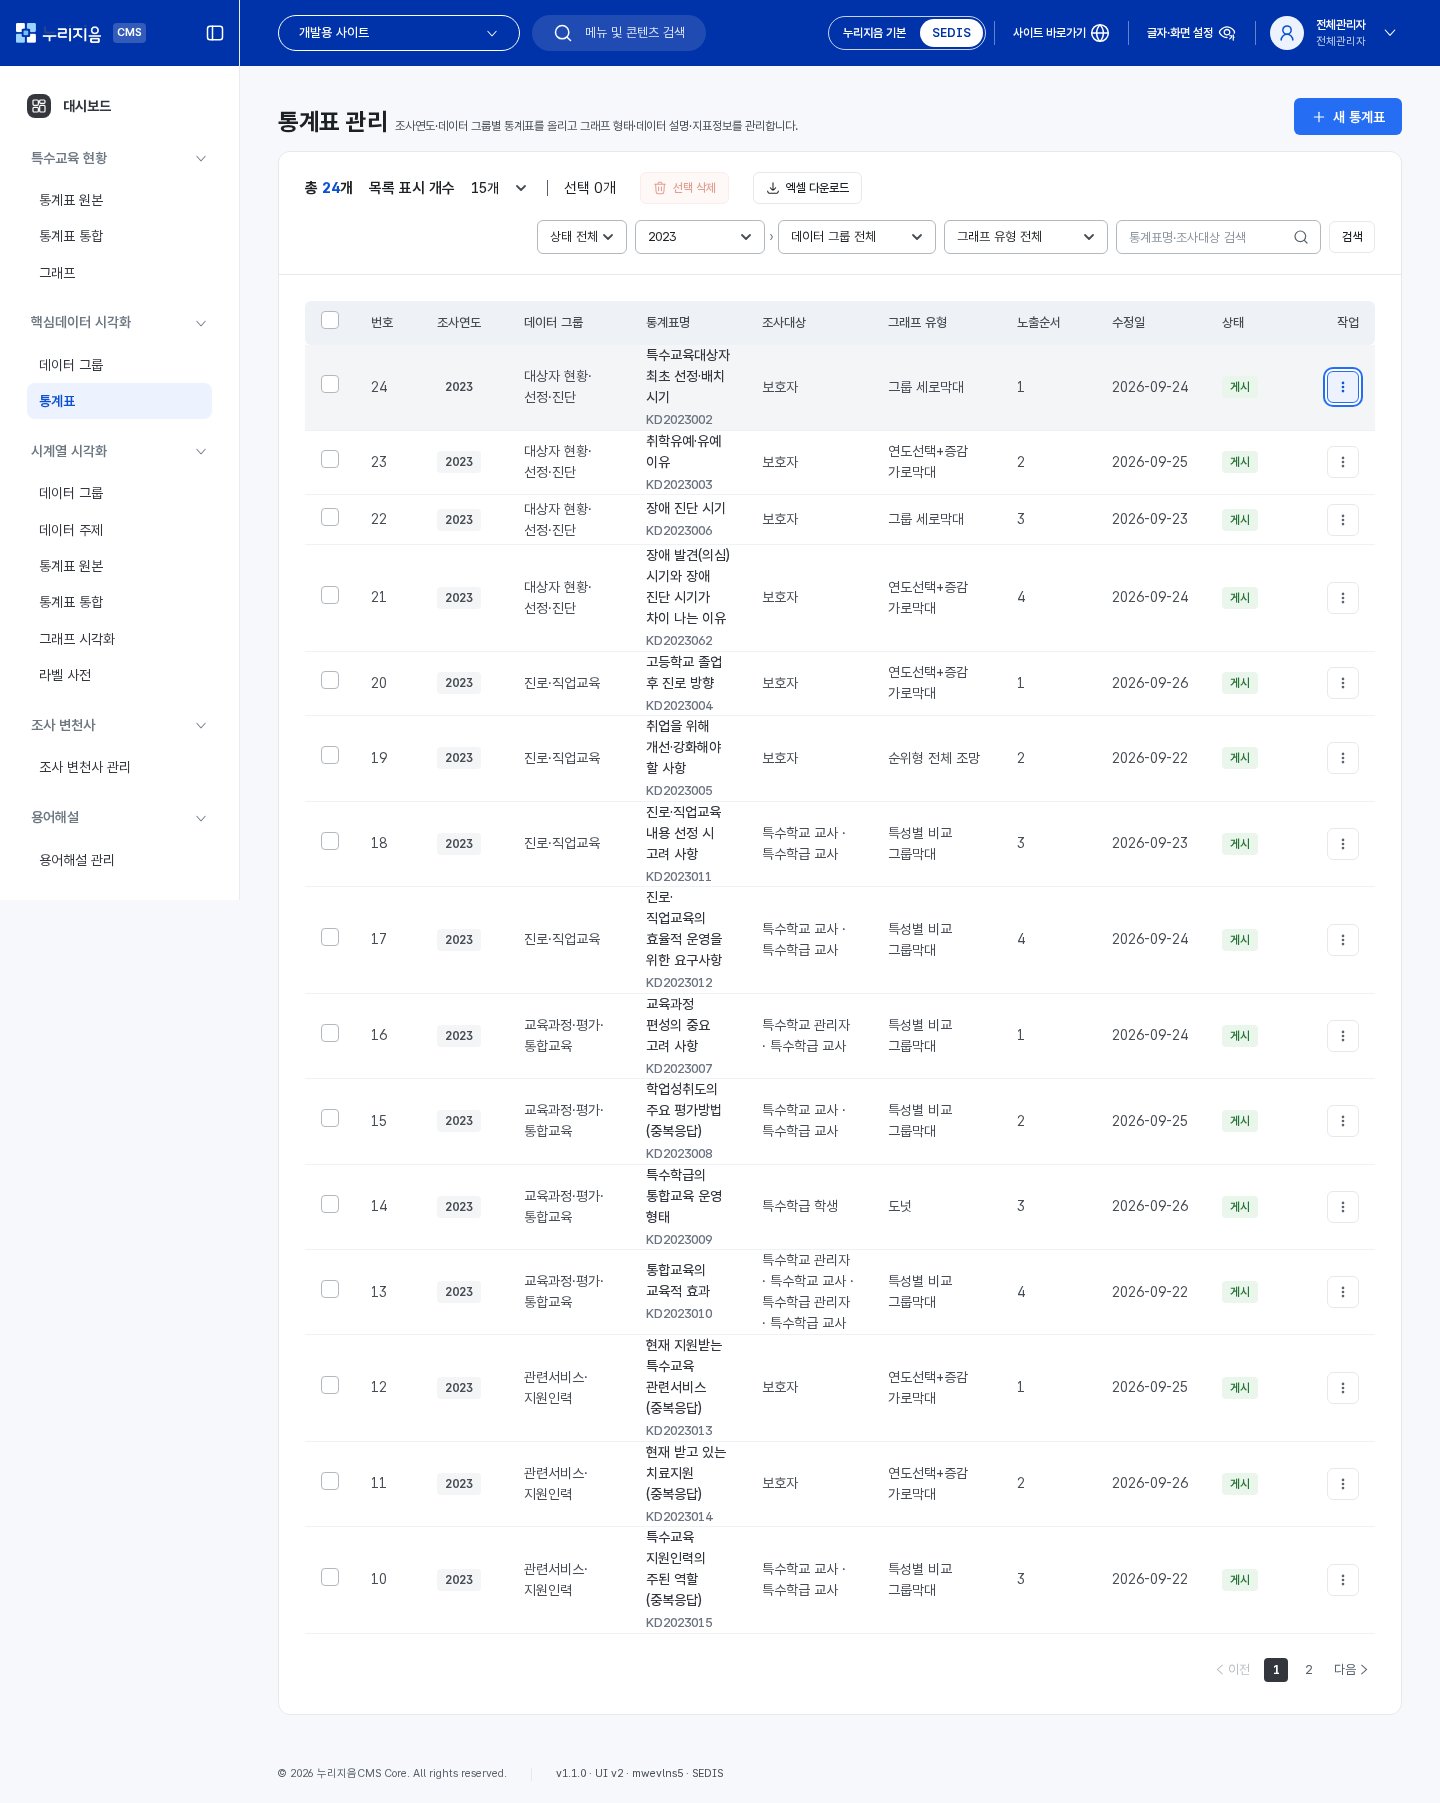 누리지음 CMS
개발용 사이트
메뉴 및 콘텐츠 검색
누리지음 기본 SEDIS
사이트 바로가기
글자·화면 설정
전체관리자
전체관리자
대시보드
특수교육 현황
통계표 원본
통계표 통합
그래프
핵심데이터 시각화
데이터 그룹
통계표
시계열 시각화
데이터 그룹
데이터 주제
통계표 원본
통계표 통합
그래프 시각화
라벨 사전
조사 변천사
조사 변천사 관리
용어해설
용어해설 관리
통계표 관리 조사연도·데이터 그룹별 통계표를 올리고 그래프 형태·데이터 설명·지표정보를 관리합니다.
새 통계표
총 24개 목록 표시 개수 15개 선택 0개 선택 삭제 엑셀 다운로드
상태 전체 2023 › 데이터 그룹 전체 그래프 유형 전체 통계표명·조사대상 검색 검색
번호 조사연도 데이터 그룹 통계표명 조사대상 그래프 유형 노출순서 수정일 상태 작업
24 2023 대상자 현황·
선정·진단
특수교육대상자
최초 선정·배치
시기
KD2023002
보호자 그룹 세로막대 1 2026-09-24 게시
23 2023 대상자 현황·
선정·진단
취학유예·유예
이유
KD2023003
보호자 연도선택+증감
가로막대
2 2026-09-25 게시
22 2023 대상자 현황·
선정·진단
장애 진단 시기
KD2023006
보호자 그룹 세로막대 3 2026-09-23 게시
21 2023 대상자 현황·
선정·진단
장애 발견(의심)
시기와 장애
진단 시기가
차이 나는 이유
KD2023062
보호자 연도선택+증감
가로막대
4 2026-09-24 게시
20 2023 진로·직업교육
고등학교 졸업
후 진로 방향
KD2023004
보호자 연도선택+증감
가로막대
1 2026-09-26 게시
19 2023 진로·직업교육
취업을 위해
개선·강화해야
할 사항
KD2023005
보호자 순위형 전체 조망 2 2026-09-22 게시
18 2023 진로·직업교육
진로·직업교육
내용 선정 시
고려 사항
KD2023011
특수학교 교사 ·
특수학급 교사
특성별 비교
그룹막대
3 2026-09-23 게시
17 2023 진로·직업교육
진로·
직업교육의
효율적 운영을
위한 요구사항
KD2023012
특수학교 교사 ·
특수학급 교사
특성별 비교
그룹막대
4 2026-09-24 게시
16 2023 교육과정·평가·
통합교육
교육과정
편성의 중요
고려 사항
KD2023007
특수학교 관리자
· 특수학급 교사
특성별 비교
그룹막대
1 2026-09-24 게시
15 2023 교육과정·평가·
통합교육
학업성취도의
주요 평가방법
(중복응답)
KD2023008
특수학교 교사 ·
특수학급 교사
특성별 비교
그룹막대
2 2026-09-25 게시
14 2023 교육과정·평가·
통합교육
특수학급의
통합교육 운영
형태
KD2023009
특수학급 학생 도넛 3 2026-09-26 게시
13 2023 교육과정·평가·
통합교육
통합교육의
교육적 효과
KD2023010
특수학교 관리자
· 특수학교 교사 ·
특수학급 관리자
· 특수학급 교사
특성별 비교
그룹막대
4 2026-09-22 게시
12 2023 관련서비스·
지원인력
현재 지원받는
특수교육
관련서비스
(중복응답)
KD2023013
보호자 연도선택+증감
가로막대
1 2026-09-25 게시
11 2023 관련서비스·
지원인력
현재 받고 있는
치료지원
(중복응답)
KD2023014
보호자 연도선택+증감
가로막대
2 2026-09-26 게시
10 2023 관련서비스·
지원인력
특수교육
지원인력의
주된 역할
(중복응답)
KD2023015
특수학교 교사 ·
특수학급 교사
특성별 비교
그룹막대
3 2026-09-22 게시
이전 1 2 다음
© 2026 누리지음CMS Core. All rights reserved. v1.1.0 · UI v2 · mwevlns5 · SEDIS